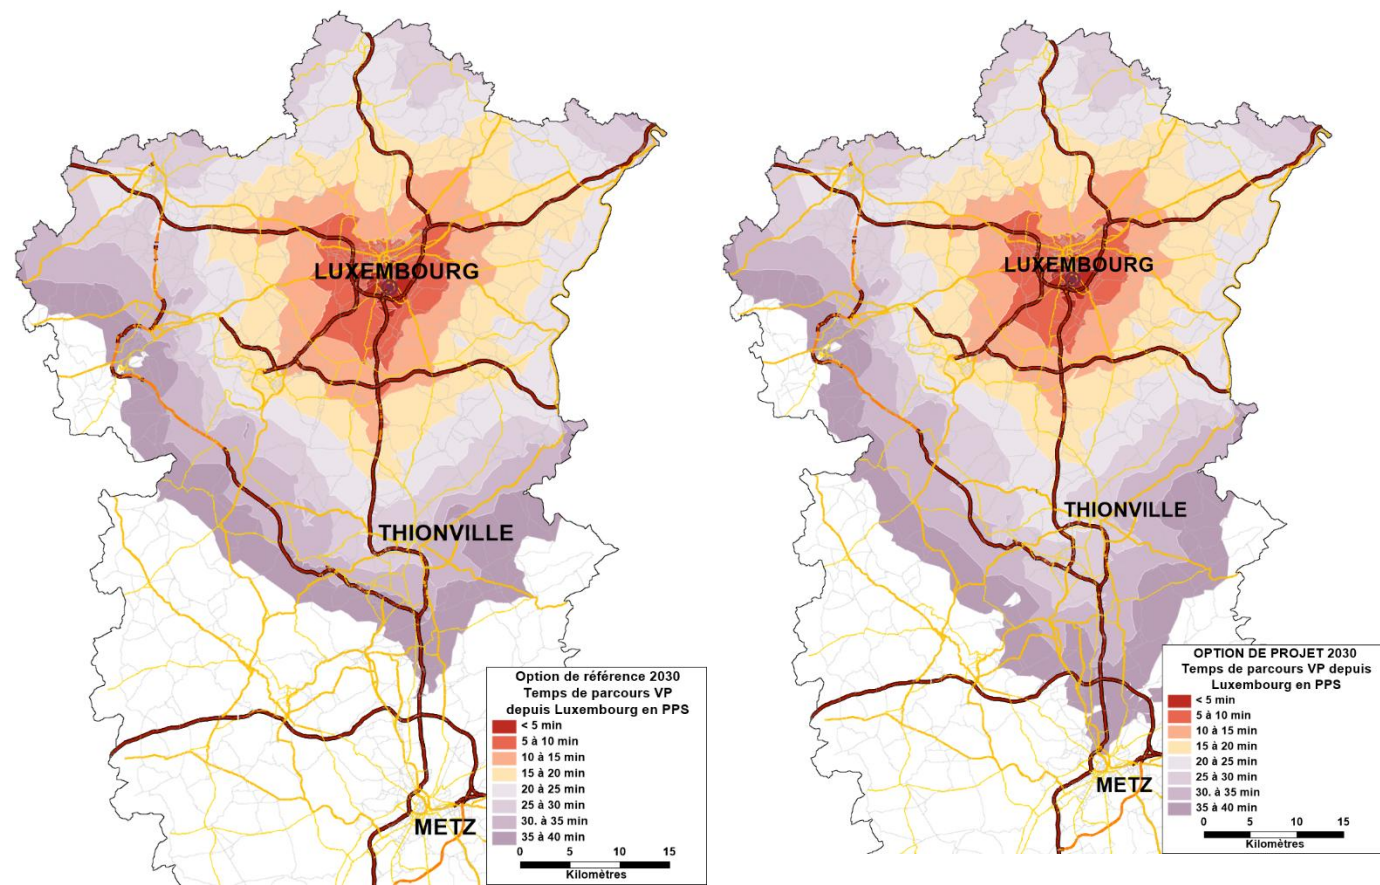 LUXEMBOURG
THIONVILLE
METZ
Option de référence 2030
Temps de parcours VP
depuis Luxembourg en PPS
< 5 min
5 à 10 min
10 à 15 min
15 à 20 min
20 à 25 min
25 à 30 min
30. à 35 min
35 à 40 min
0 5 10 15
Kilomètres
LUXEMBOURG
THIONVILLE
METZ
OPTION DE PROJET 2030
Temps de parcours VP depuis
Luxembourg en PPS
< 5 min
5 à 10 min
10 à 15 min
15 à 20 min
20 à 25 min
25 à 30 min
30. à 35 min
35 à 40 min
0 5 10 15
Kilomètres